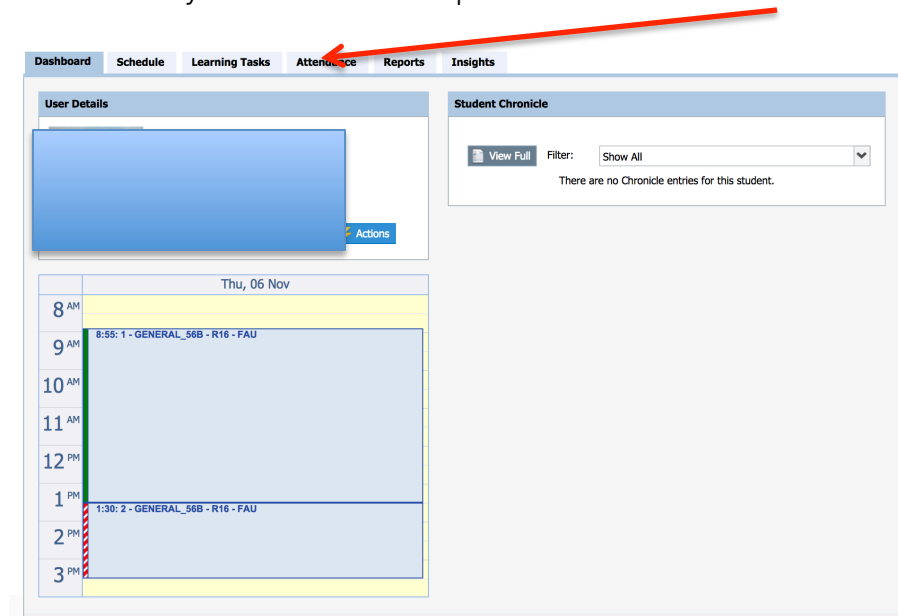 Dashboard Schedule Learning Tasks Attendance Reports Insights
User Details
Actions
Student Chronicle
View Full Filter: Show All
There are no Chronicle entries for this student.
Thu, 06 Nov
8 AM
8:55: 1 - GENERAL_56B - R16 - FAU
9 AM
10 AM
11 AM
12 PM
1 PM
1:30: 2 - GENERAL_56B - R16 - FAU
2 PM
3 PM